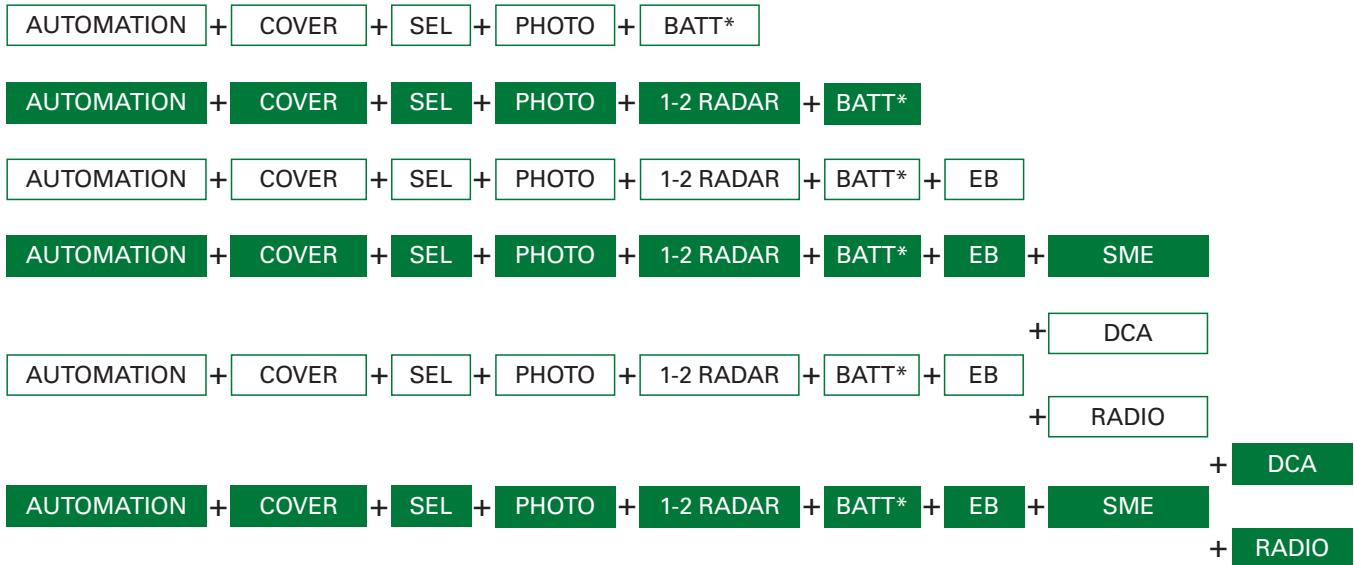 AUTOMATION + COVER + SEL + PHOTO + BATT*
AUTOMATION + COVER + SEL + PHOTO + 1-2 RADAR + BATT*
AUTOMATION + COVER + SEL + PHOTO + 1-2 RADAR + BATT* + EB
AUTOMATION + COVER + SEL + PHOTO + 1-2 RADAR + BATT* + EB + SME
+ DCA
AUTOMATION + COVER + SEL + PHOTO + 1-2 RADAR + BATT* + EB
+ RADIO
+ DCA
AUTOMATION + COVER + SEL + PHOTO + 1-2 RADAR + BATT* + EB + SME
+ RADIO